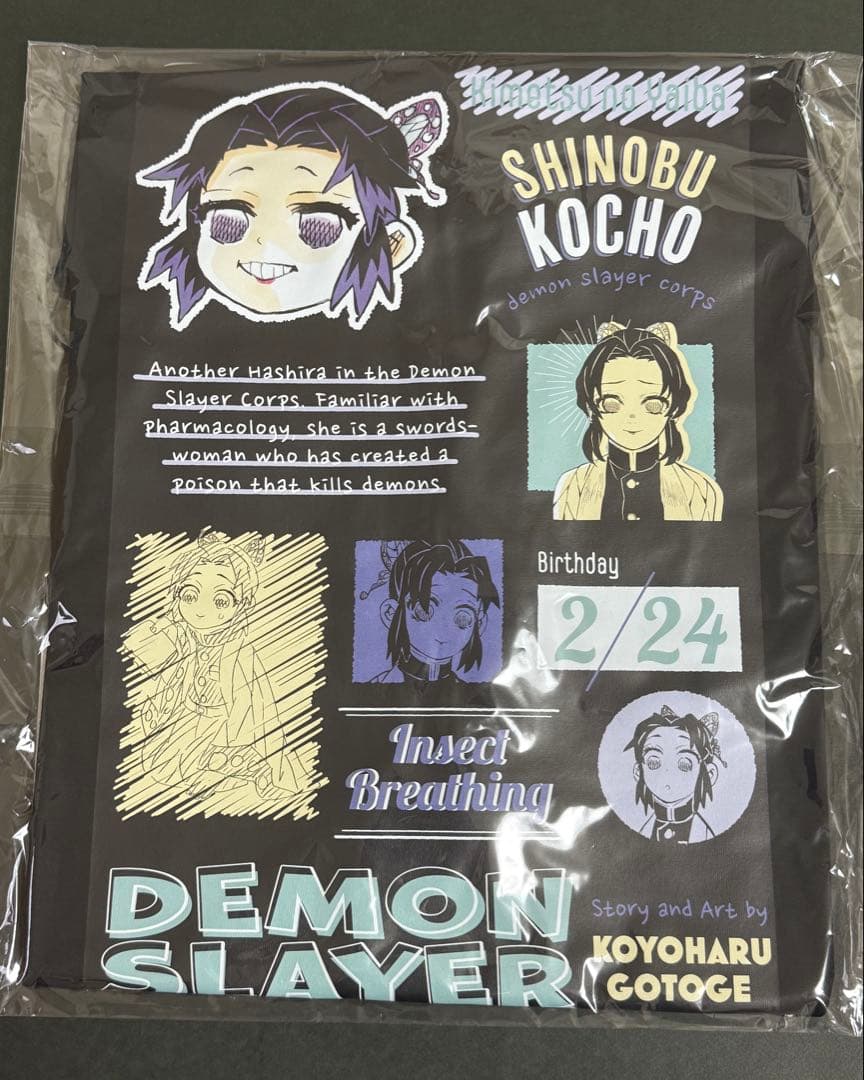 Kimetsu no Yaiba
SHINOBU
KOCHO
demon slayer corps
Another Hashira in the Demon
Slayer Corps. Familiar with
Pharmacology, she is a swords-
woman who has created a
poison that kills demons.
Birthday
2/24
Insect
Breathing
DEMON
SLAYER
Story and Art by
KOYOHARU
GOTOGE